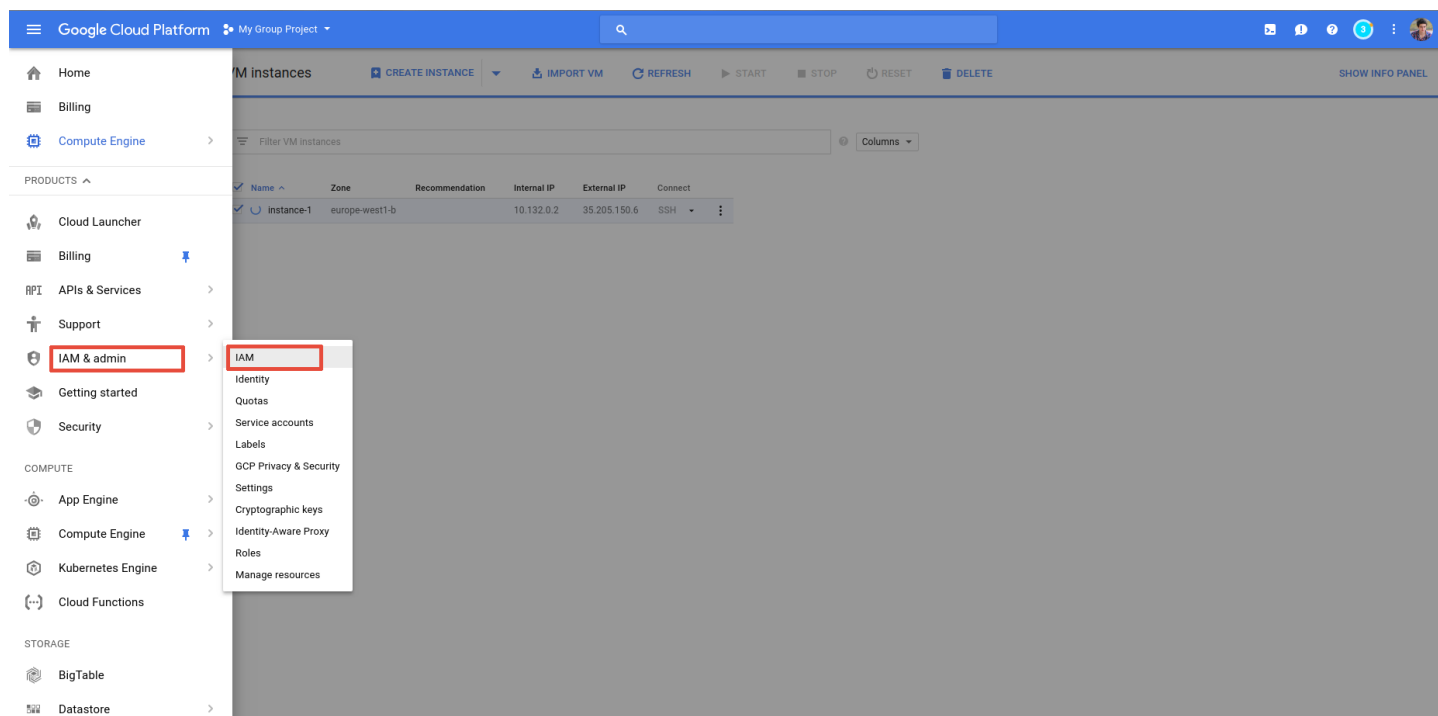 Google Cloud Platform My Group Project
3
Home
Billing
Compute Engine
PRODUCTS
Cloud Launcher
Billing
API APIs & Services
Support
IAM & admin
Getting started
Security
COMPUTE
App Engine
Compute Engine
Kubernetes Engine
Cloud Functions
STORAGE
BigTable
Datastore
IAM
Identity
Quotas
Service accounts
Labels
GCP Privacy & Security
Settings
Cryptographic keys
Identity-Aware Proxy
Roles
Manage resources
VM instances CREATE INSTANCE IMPORT VM REFRESH START STOP RESET DELETE SHOW INFO PANEL
Filter VM instances Columns
Name Zone Recommendation Internal IP External IP Connect
instance-1 europe-west1-b 10.132.0.2 35.205.150.6 SSH